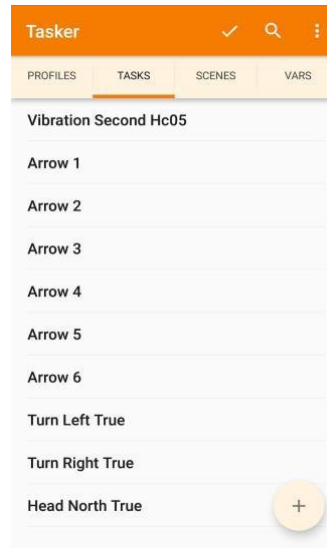 Tasker
PROFILES TASKS SCENES VARS
Vibration Second Hc05
Arrow 1
Arrow 2
Arrow 3
Arrow 4
Arrow 5
Arrow 6
Turn Left True
Turn Right True
Head North True